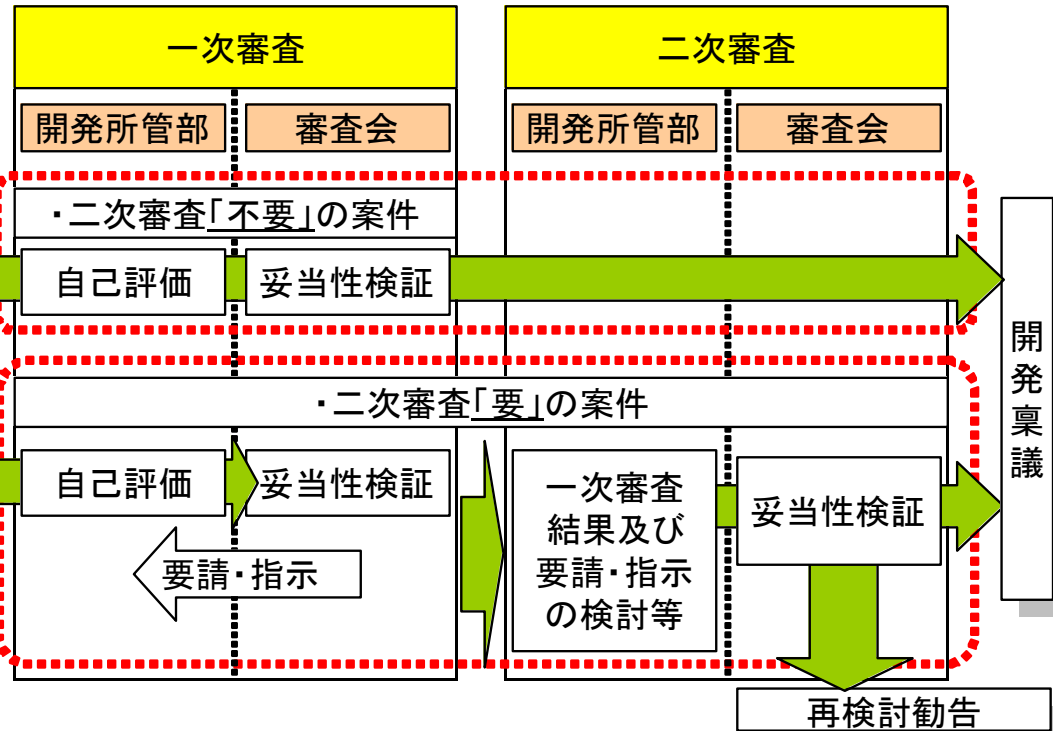 一次審査
二次審査
開発所管部
審査会
開発所管部
審査会
・二次審査「不要」の案件
自己評価
妥当性検証
・二次審査「要」の案件
自己評価
妥当性検証
要請・指示
一次審査
結果及び
要請・指示
の検討等
妥当性検証
再検討勧告
開発稟議